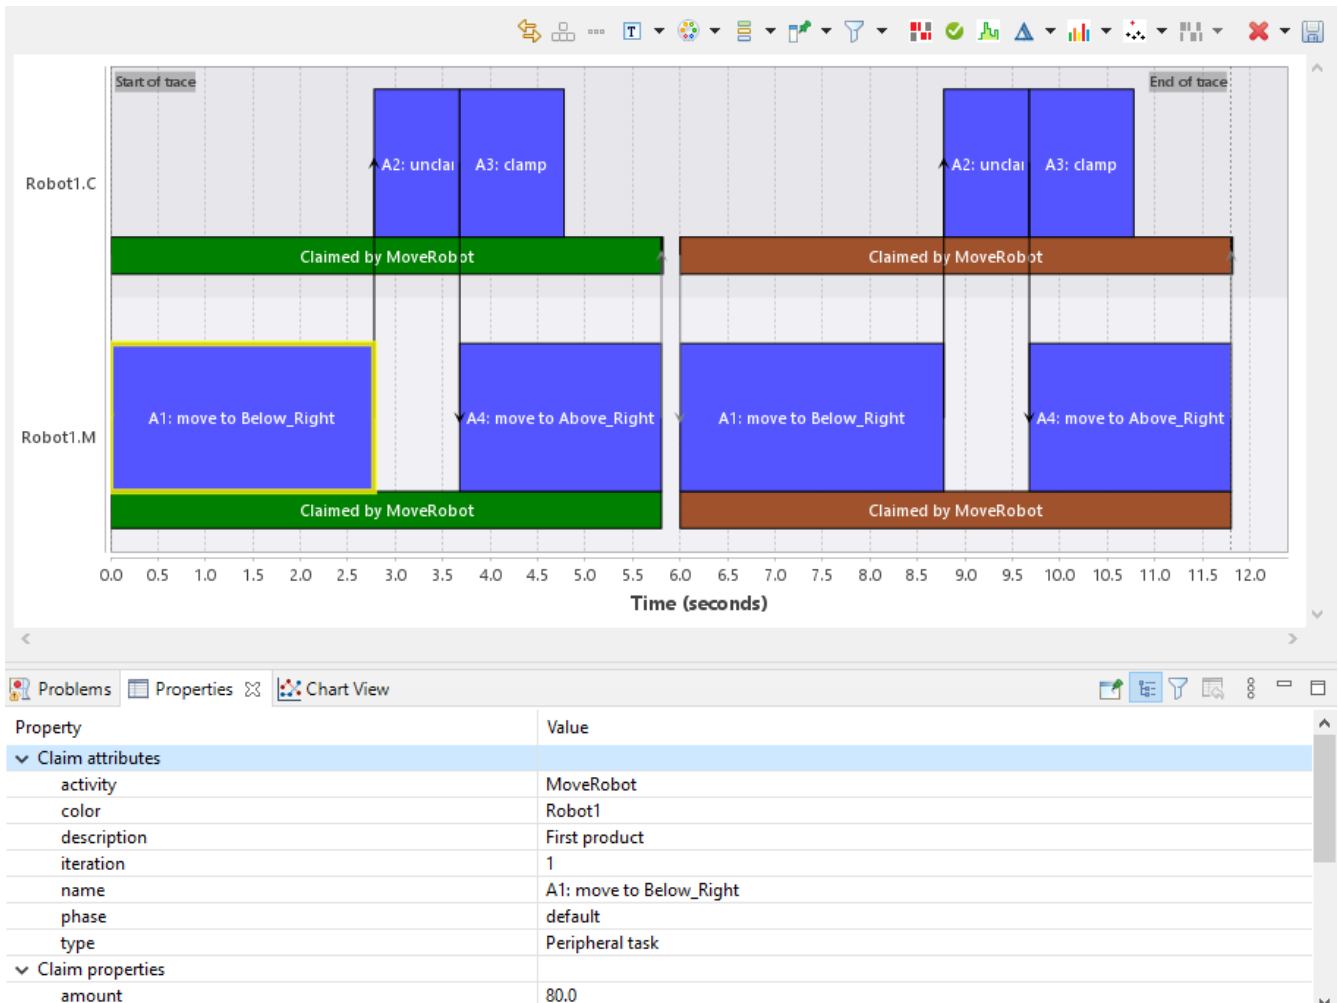 T
Start of trace
End of trace
A2: unclar
A3: clamp
A2: unclar
A3: clamp
Robot1.C
Claimed by MoveRobot
Claimed by MoveRobot
A1: move to Below_Right
A4: move to Above_Right
A1: move to Below_Right
A4: move to Above_Right
Robot1.M
Claimed by MoveRobot
Claimed by MoveRobot
0.0 0.5 1.0 1.5 2.0 2.5 3.0 3.5 4.0 4.5 5.0 5.5 6.0 6.5 7.0 7.5 8.0 8.5 9.0 9.5 10.0 10.5 11.0 11.5 12.0
Time (seconds)
Problems Properties Chart View
Property Value
Claim attributes
activity MoveRobot
color Robot1
description First product
iteration 1
name A1: move to Below_Right
phase default
type Peripheral task
Claim properties
amount 80.0